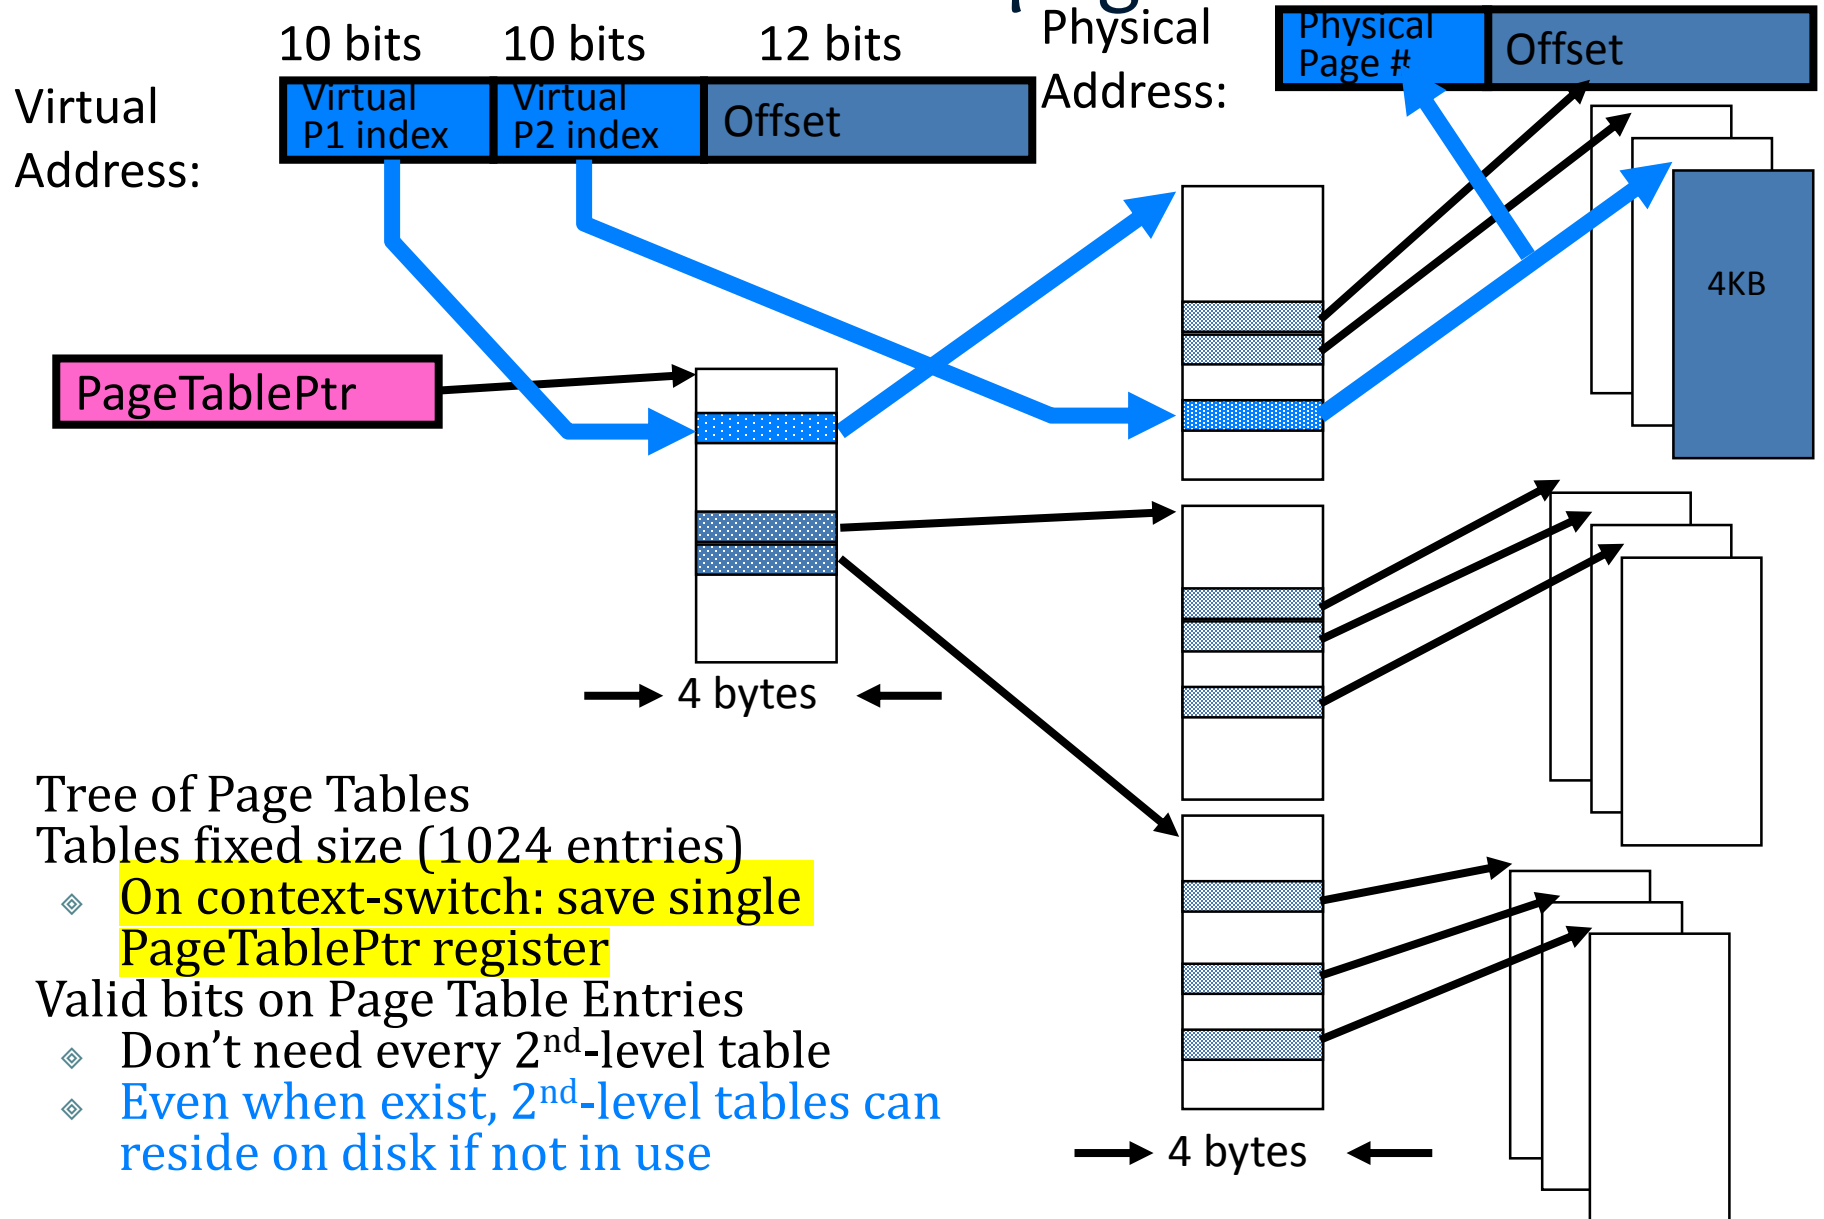 10 bits 10 bits 12 bits
Virtual
Address:
Virtual
P1 index
Virtual
P2 index
Offset
Physical
Address:
Physical
Page #
Offset
4KB
PageTablePtr
4 bytes
Tree of Page Tables
Tables fixed size (1024 entries)
On context-switch: save single
PageTablePtr register
Valid bits on Page Table Entries
Don't need every 2nd-level table
Even when exist, 2nd-level tables can
reside on disk if not in use
4 bytes